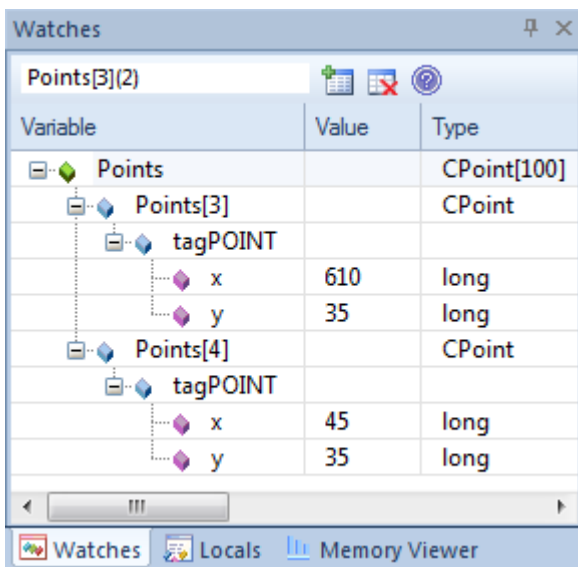 Watches
Points[3](2)
Variable Value Type
Points CPoint[100]
Points[3] CPoint
tagPOINT
x 610 long
y 35 long
Points[4] CPoint
tagPOINT
x 45 long
y 35 long
Watches Locals Memory Viewer